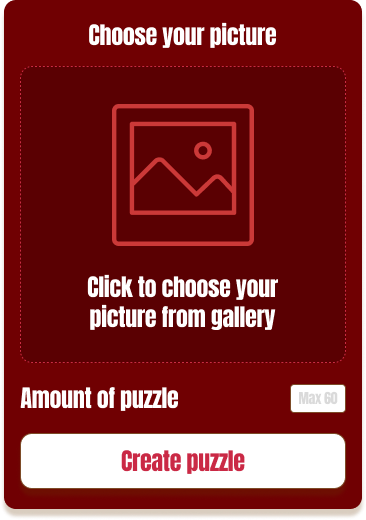 Choose your picture
Click to choose your
picture from gallery
Amount of puzzle
Max 60
Create puzzle